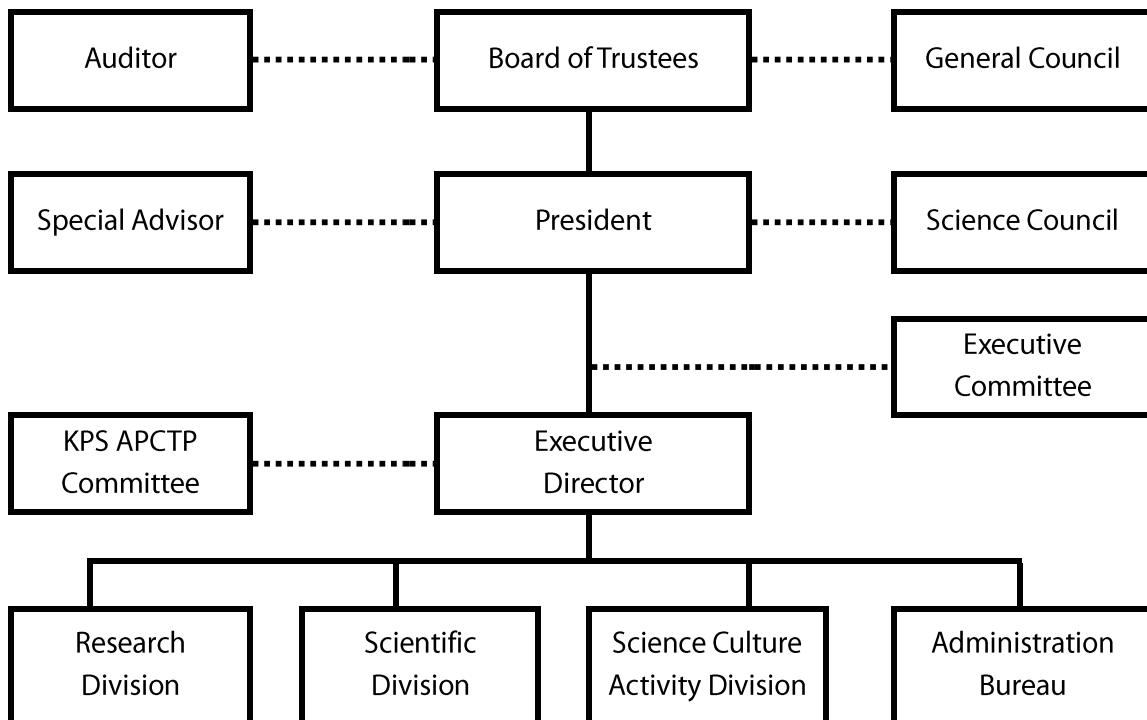 Auditor
Board of Trustees
General Council
Special Advisor
President
Science Council
Executive
Committee
KPS APCTP
Committee
Executive
Director
Research
Division
Scientific
Division
Science Culture
Activity Division
Administration
Bureau